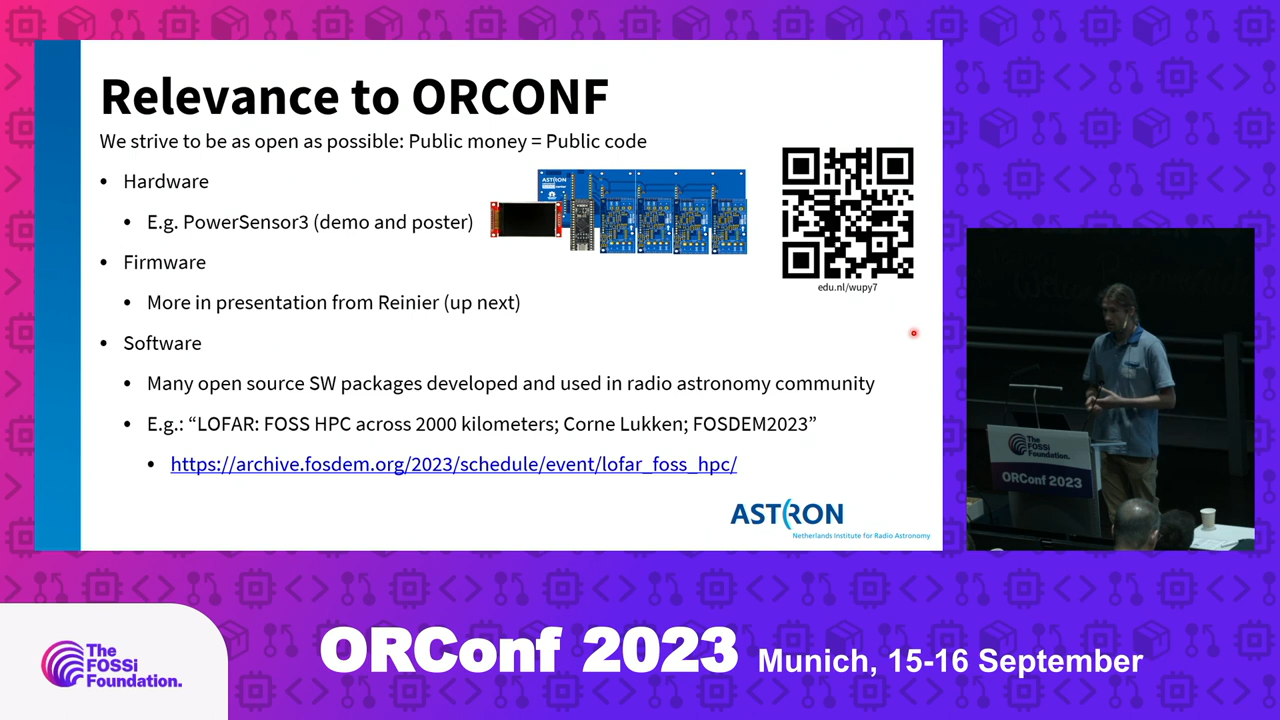 Relevance to ORCONF
We strive to be as open as possible: Public money = Public code
• Hardware
• E.g. PowerSensor3 (demo and poster)
ASTRON
edu.nl/wupy7
• Firmware
• More in presentation from Reinier (up next)
• Software
• Many open source SW packages developed and used in radio astronomy community
• E.g.: “LOFAR: FOSS HPC across 2000 kilometers; Corne Lukken; FOSDEM2023”
• https://archive.fosdem.org/2023/schedule/event/lofar_foss_hpc/
ASTRON
Netherlands Institute for Radio Astronomy
The
FOSSi
Foundation.
ORConf 2023
The
FOSSi
Foundation.
ORConf 2023
Munich, 15-16 September